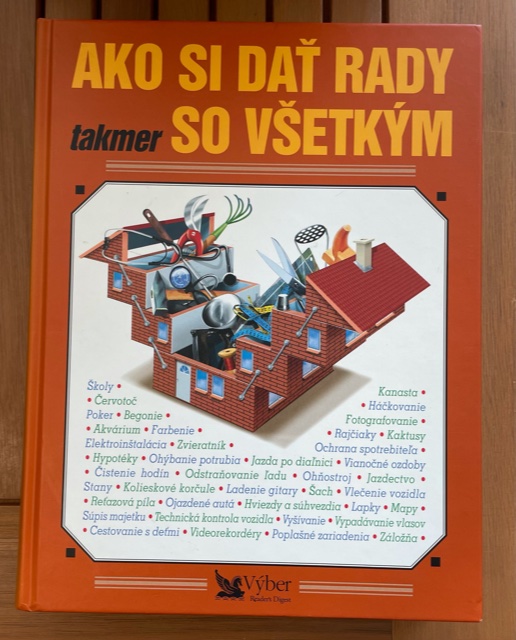 AKO SI DAŤ RADY
takmer SO VŠETKÝM
Školy •
• Červotoč
Poker • Begonie •
• Akvárium • Farbenie •
Elektroinštalácia • Zvieratník •
• Hypotéky • Ohýbanie potrubia • Jazda po diaľnici • Vianočné ozdoby
Kanasta •
• Háčkovanie
Fotografovanie •
• Rajčiaky • Kaktusy
Ochrana spotrebiteľa •
• Čistenie hodín • Odstraňovanie ľadu • Ohňostroj • Jazdectvo •
Stany • Kolieskové korčule • Ladenie gitary • Šach • Vlečenie vozidla
• Reťazová píla • Ojazdené autá • Hviezdy a súhvezdia • Lapky • Mapy •
Súpis majetku • Technická kontrola vozidla • Vyšívanie • Vypadávanie vlasov
• Cestovanie s deťmi • Videorekordéry • Poplašné zariadenia • Záložňa •
Výber
Reader's Digest